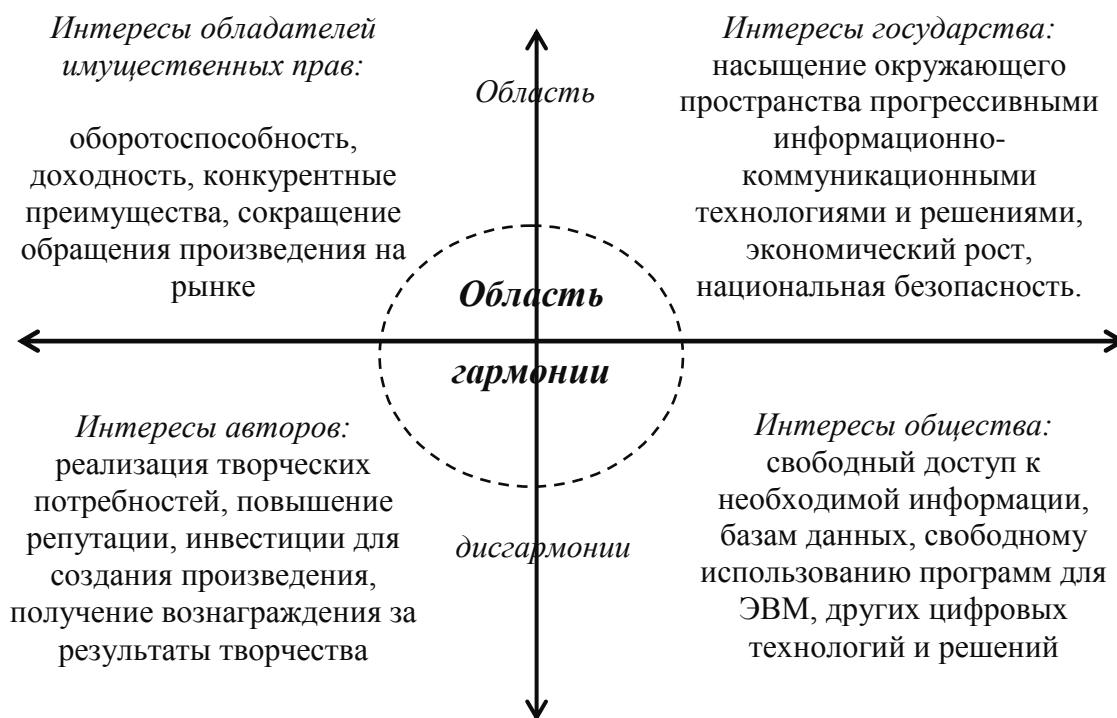 Интересы обладателей
имущественных прав:
оборотоспособность,
доходность, конкурентные
преимущества, сокращение
обращения произведения на
рынке
Область
Интересы государства:
насыщение окружающего
пространства прогрессивными
информационно-
коммуникационными
технологиями и решениями,
экономический рост,
национальная безопасность.
Область
гармонии
Интересы авторов:
реализация творческих
потребностей, повышение
репутации, инвестиции для
создания произведения,
получение вознаграждения за
результаты творчества
дисгармонии
Интересы общества:
свободный доступ к
необходимой информации,
базам данных, свободному
использованию программ для
ЭВМ, других цифровых
технологий и решений